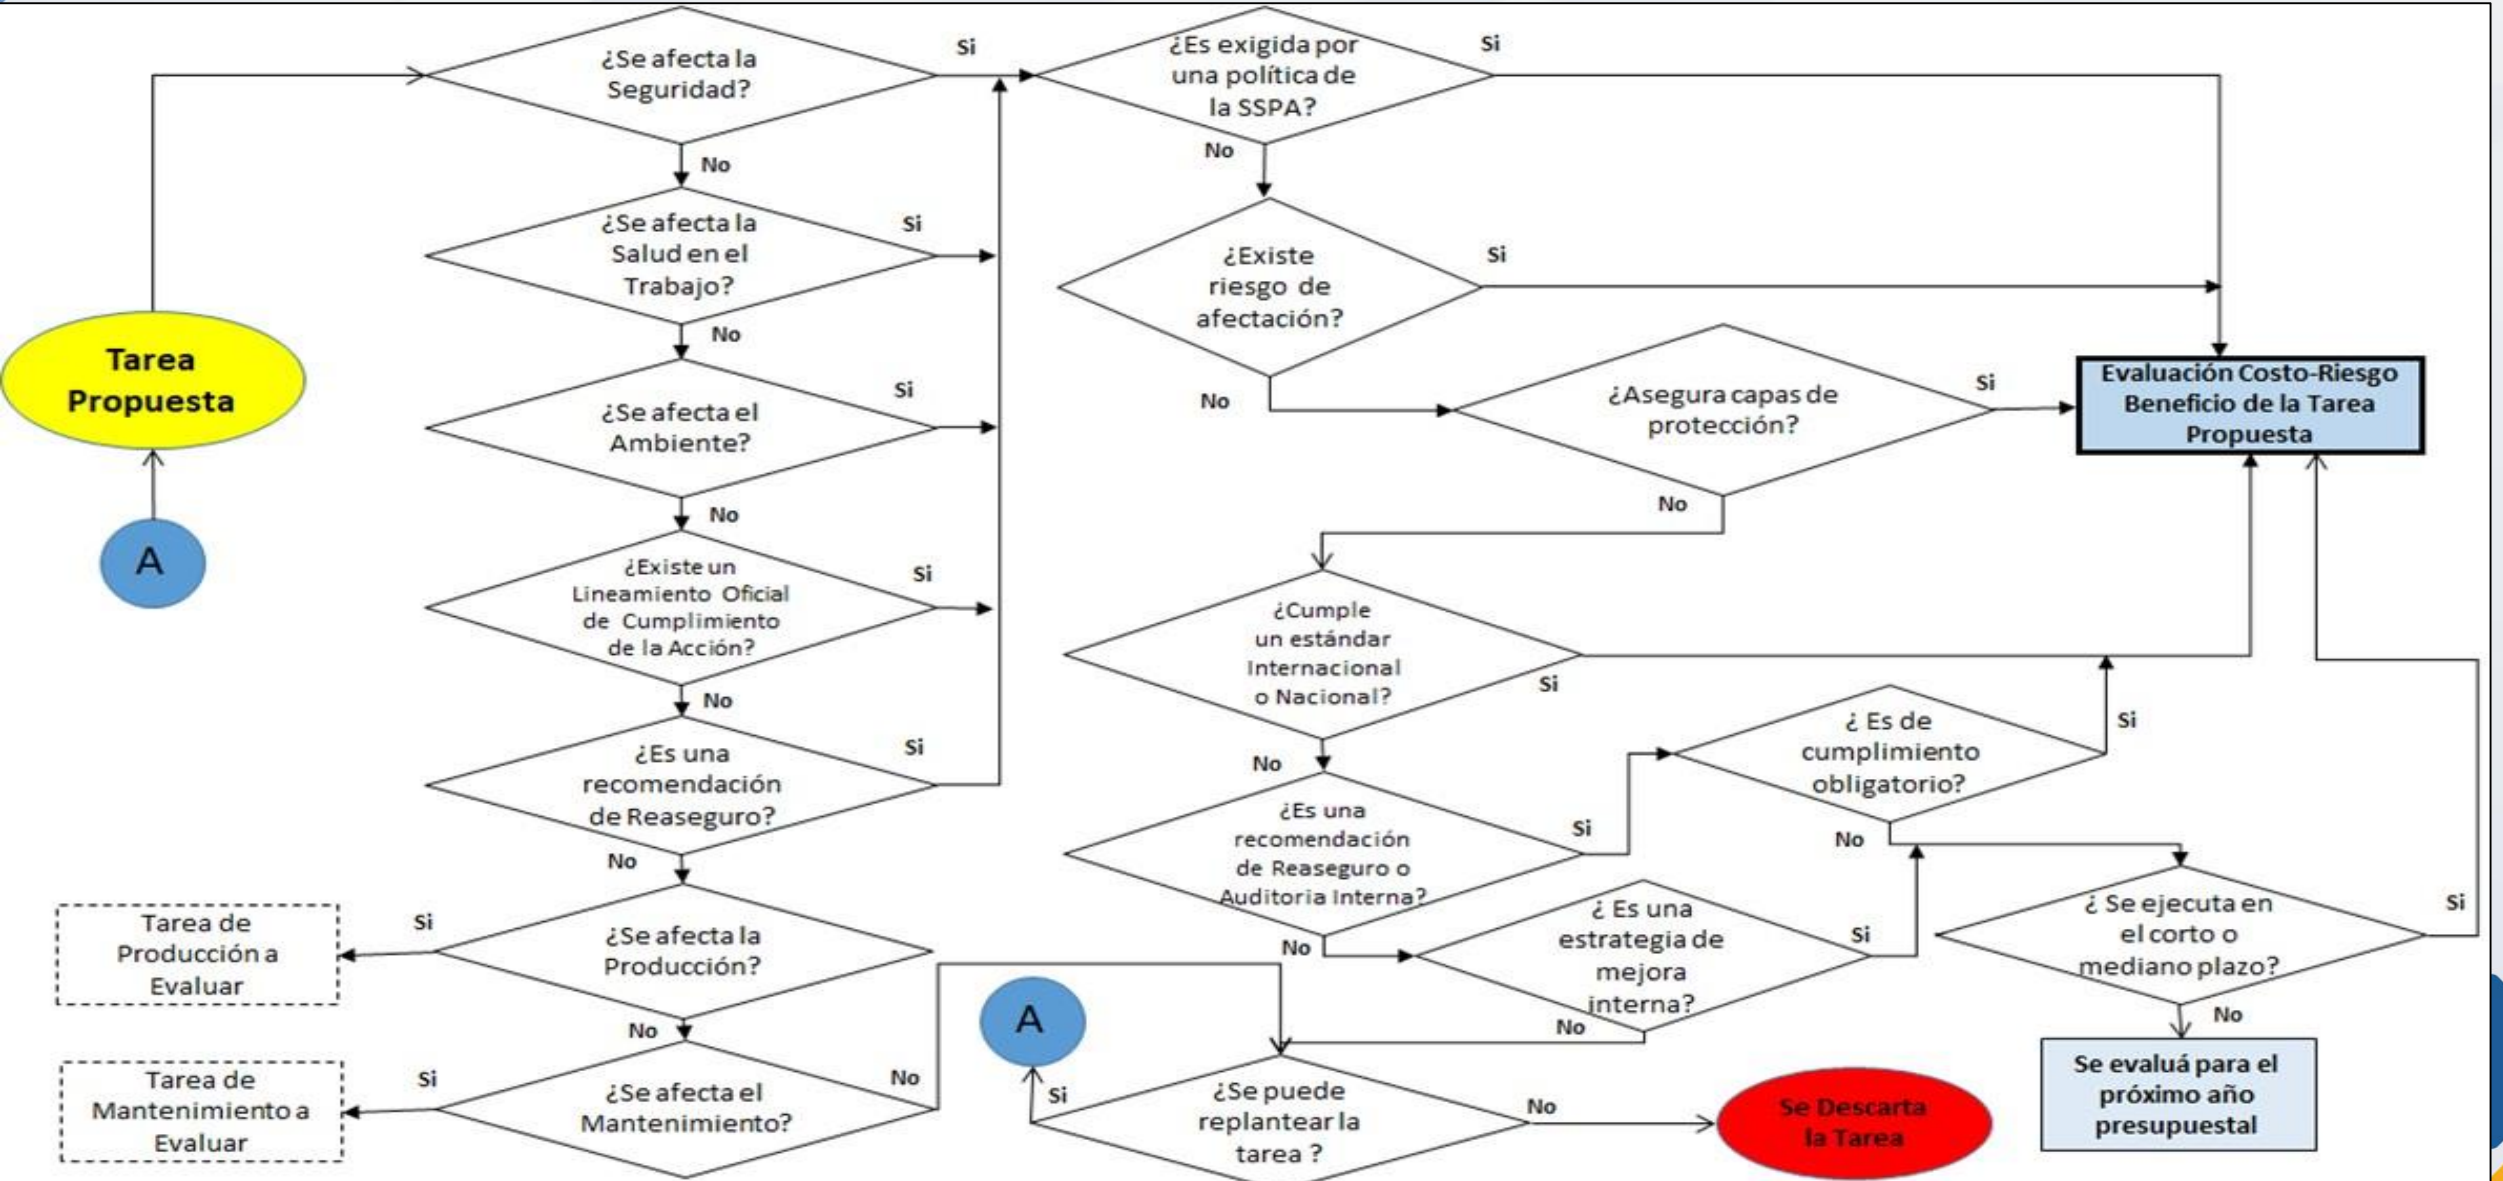 ¿Se afecta la
Seguridad?
Si
¿Es exigida por
una política de
la SSPA?
Si
No
No
¿Se afecta la
Salud en el
Trabajo?
Si
¿Existe
riesgo de
afectación?
Si
No
No
Tarea
Propuesta
¿Se afecta el
Ambiente?
Si
¿Asegura capas de
protección?
Si
Evaluación Costo-Riesgo
Beneficio de la Tarea
Propuesta
No
No
A
¿Existe un
Lineamiento Oficial
de Cumplimiento
de la Acción?
Si
¿Cumple
un estándar
Internacional
o Nacional?
Si
No
No
¿Es una
recomendación
de Reaseguro?
Si
¿ Es de
cumplimiento
obligatorio?
Si
No
No
¿Es una
recomendación
de Reaseguro o
Auditoria Interna?
Si
No
Tarea de
Producción a
Evaluar
Si
¿Se afecta la
Producción?
No
¿ Es una
estrategia de
mejora
interna?
Si
No
¿ Se ejecuta en
el corto o
mediano plazo?
Si
No
Tarea de
Mantenimiento a
Evaluar
Si
¿Se afecta el
Mantenimiento?
No
A
Si
¿Se puede
replantear la
tarea ?
No
Se Descarta
la Tarea
Se evaluá para el
próximo año
presupuestal